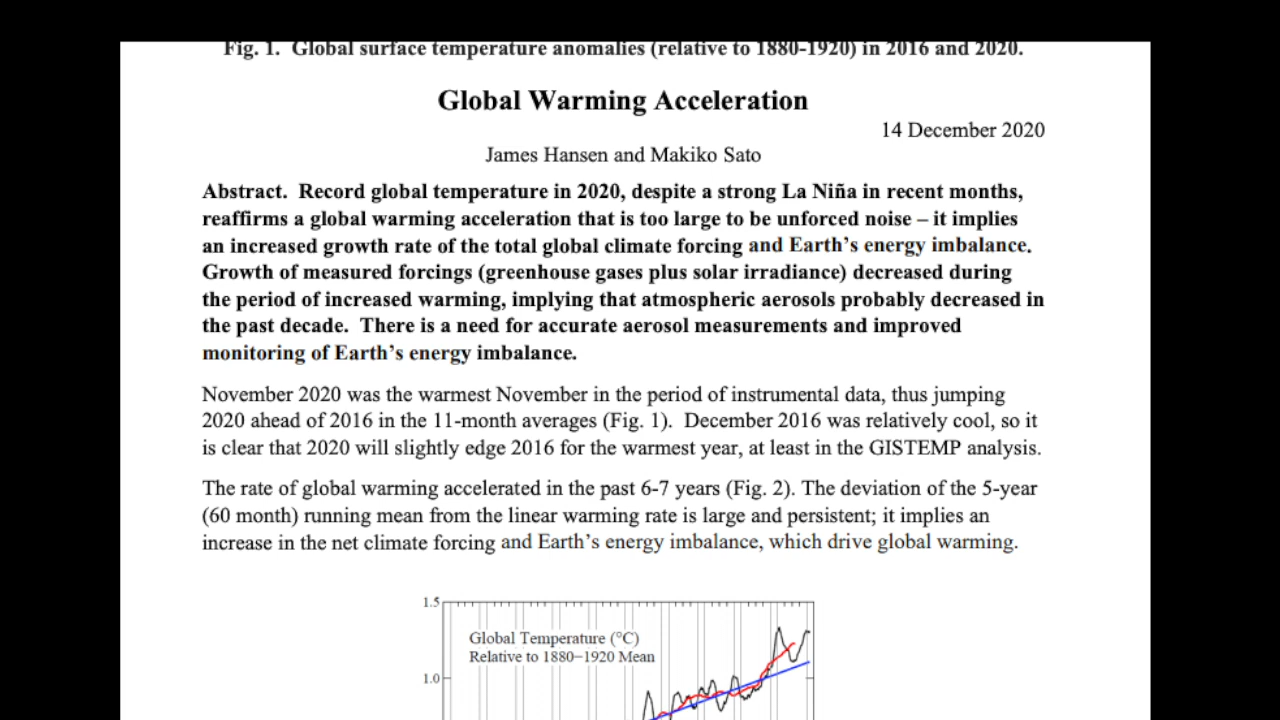 Fig. 1. Global surface temperature anomalies (relative to 1880-1920) in 2016 and 2020.
Global Warming Acceleration
14 December 2020
James Hansen and Makiko Sato
Abstract. Record global temperature in 2020, despite a strong La Niña in recent months,
reaffirms a global warming acceleration that is too large to be unforced noise – it implies
an increased growth rate of the total global climate forcing and Earth’s energy imbalance.
Growth of measured forcings (greenhouse gases plus solar irradiance) decreased during
the period of increased warming, implying that atmospheric aerosols probably decreased in
the past decade. There is a need for accurate aerosol measurements and improved
monitoring of Earth’s energy imbalance.
November 2020 was the warmest November in the period of instrumental data, thus jumping
2020 ahead of 2016 in the 11-month averages (Fig. 1). December 2016 was relatively cool, so it
is clear that 2020 will slightly edge 2016 for the warmest year, at least in the GISTEMP analysis.
The rate of global warming accelerated in the past 6-7 years (Fig. 2). The deviation of the 5-year
(60 month) running mean from the linear warming rate is large and persistent; it implies an
increase in the net climate forcing and Earth’s energy imbalance, which drive global warming.
1.5
Global Temperature (°C)
Relative to 1880−1920 Mean
1.0